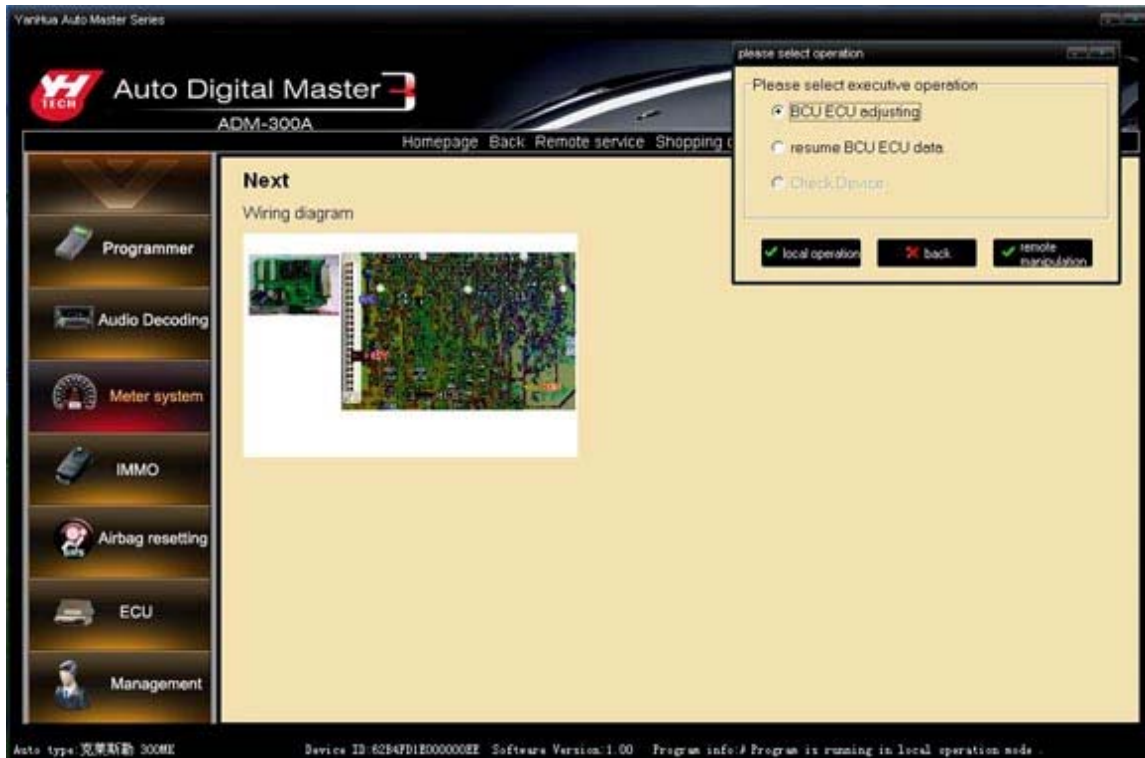 YanHua Auto Master Series
YH
TECH
Auto Digital Master 3
ADM-300A
Homepage Back Remote service Shopping
please select operation
Please select executive operation
BCU ECU adjusting
resume BCU ECU data
Check Device
local operation
back
remote
manipulation
Programmer
Audio Decoding
Meter system
IMMO
Airbag resetting
ECU
Management
Next
Wiring diagram
Auto type:克莱斯勒 300MK Device ID:62B4FD1E000000EE Software Version:1.00 Program info:# Program is running in local operation mode .